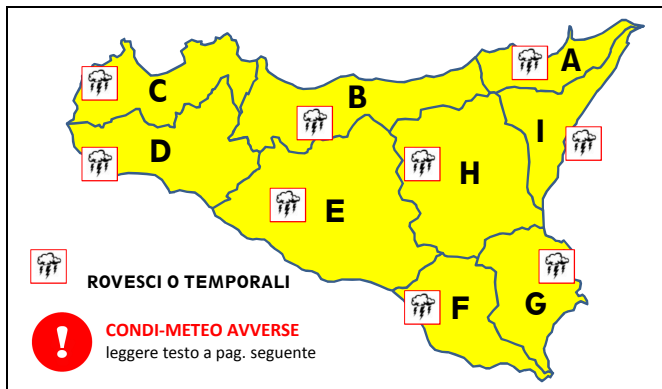 A
C
B
I
D
H
E
F
G
ROVESCI O TEMPORALI
!
CONDI-METEO AVVERSE
leggere testo a pag. seguente